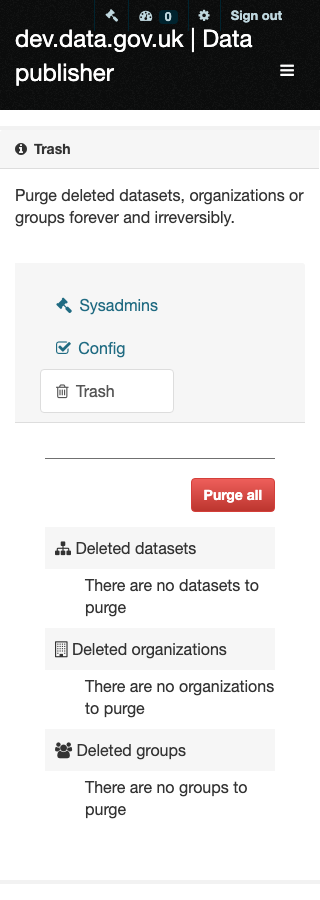 0
Sign out
dev.data.gov.uk | Data
publisher
Trash
Purge deleted datasets, organizations or
groups forever and irreversibly.
Sysadmins
Config
Trash
Purge all
Deleted datasets
There are no datasets to
purge
Deleted organizations
There are no organizations
to purge
Deleted groups
There are no groups to
purge